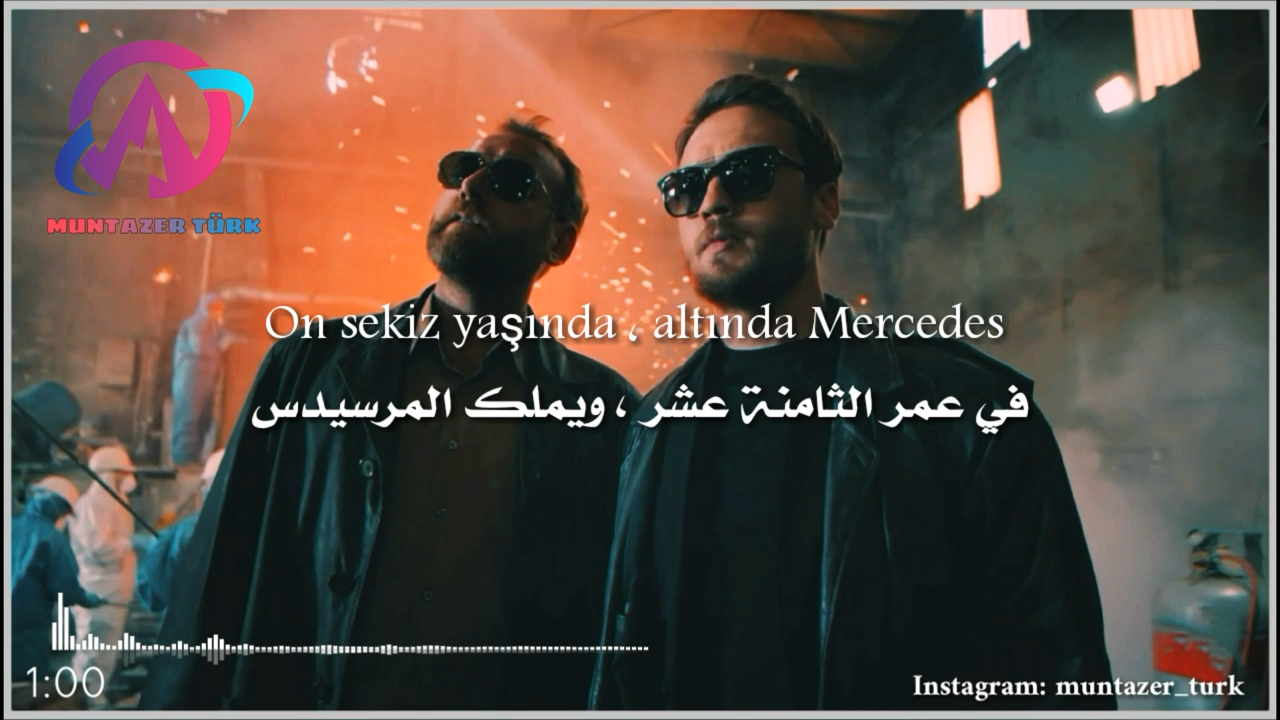 MUNTAZER TÜRK
On sekiz yaşında ، altında Mercedes
في عمر الثامنة عشر ، ويملك المرسيدس
1:00
Instagram: muntazer_turk